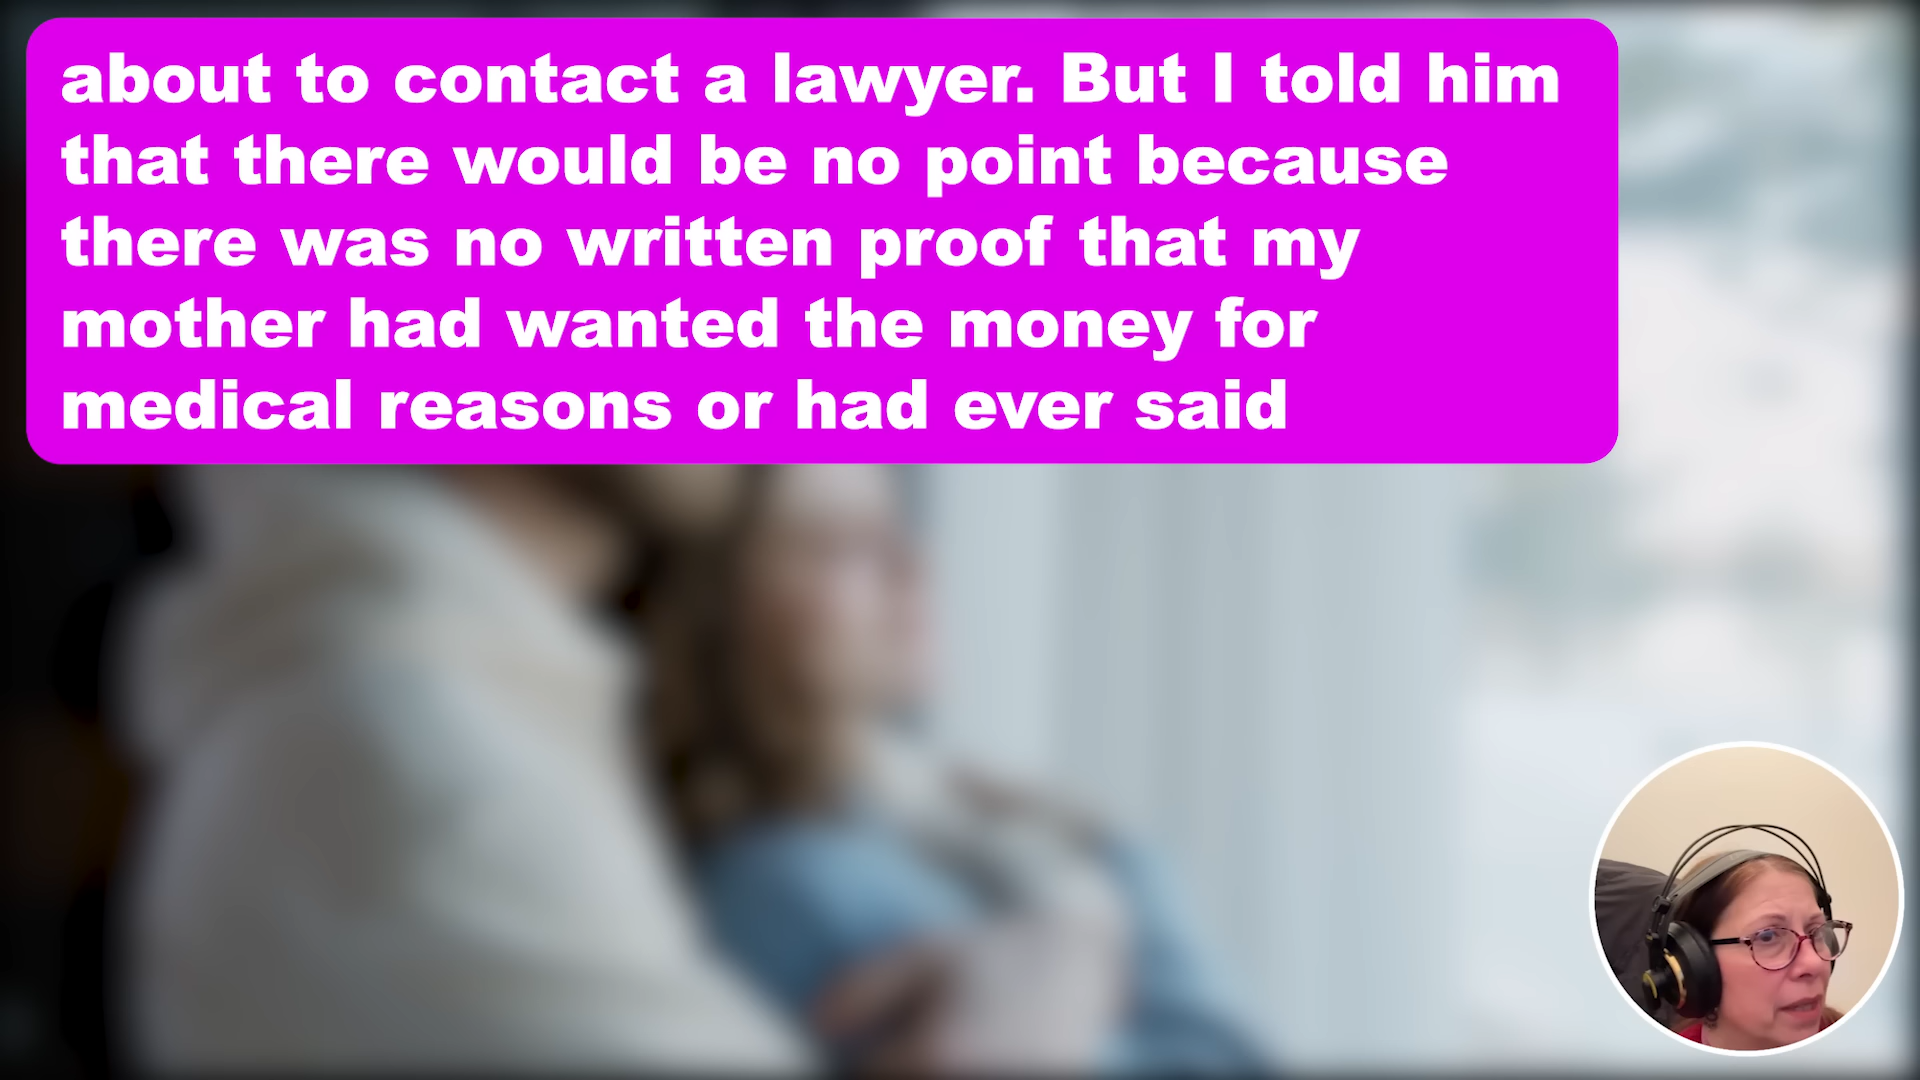 about to contact a lawyer. But I told him
that there would be no point because
there was no written proof that my
mother had wanted the money for
medical reasons or had ever said